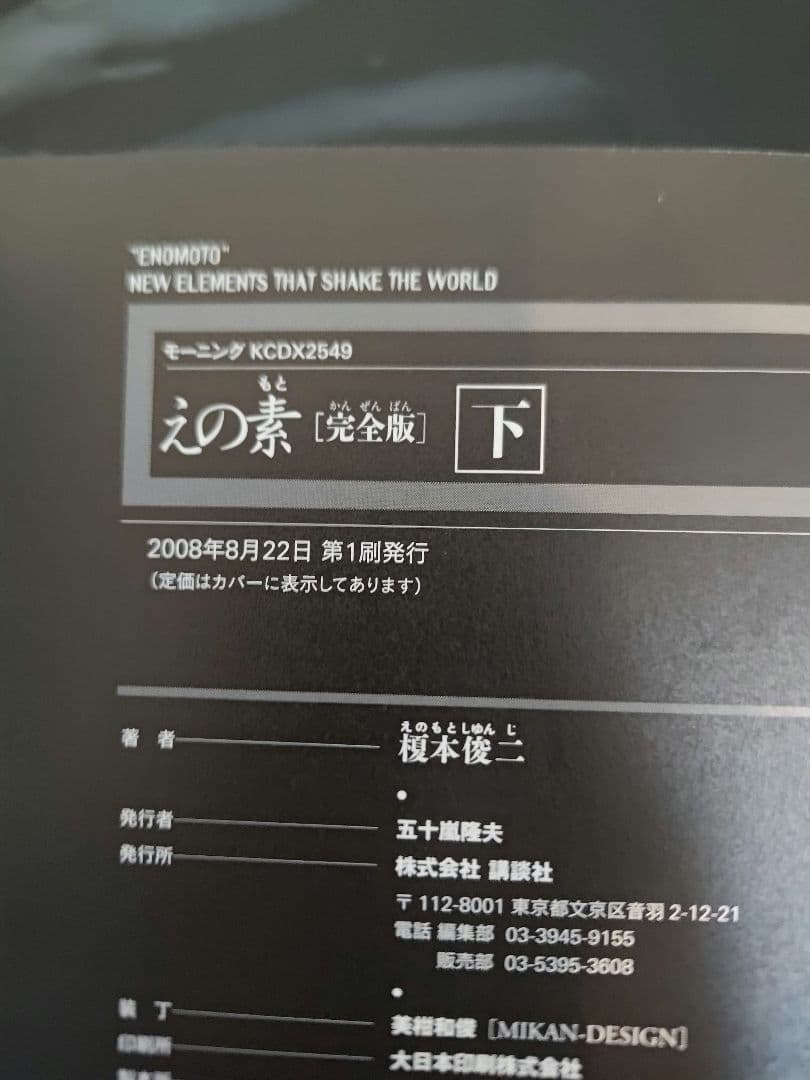 "ENOMOTO"
NEW ELEMENTS THAT SHAKE THE WORLD
モーニング KCDX2549
もと
えの素
かん ぜん ばん
[完全版]
下
2008年8月22日 第1刷発行
(定価はカバーに表示してあります)
えのもとしゆん じ
著 者 榎本俊二
●
発行者 五十嵐隆夫
発行所 株式会社 講談社
〒112-8001 東京都文京区音羽2-12-21
電話 編集部 03-3945-9155
販売部 03-5395-3608
●
装 丁 美柑和俊 [MIKAN-DESIGN]
印刷所 大日本印刷株式会社